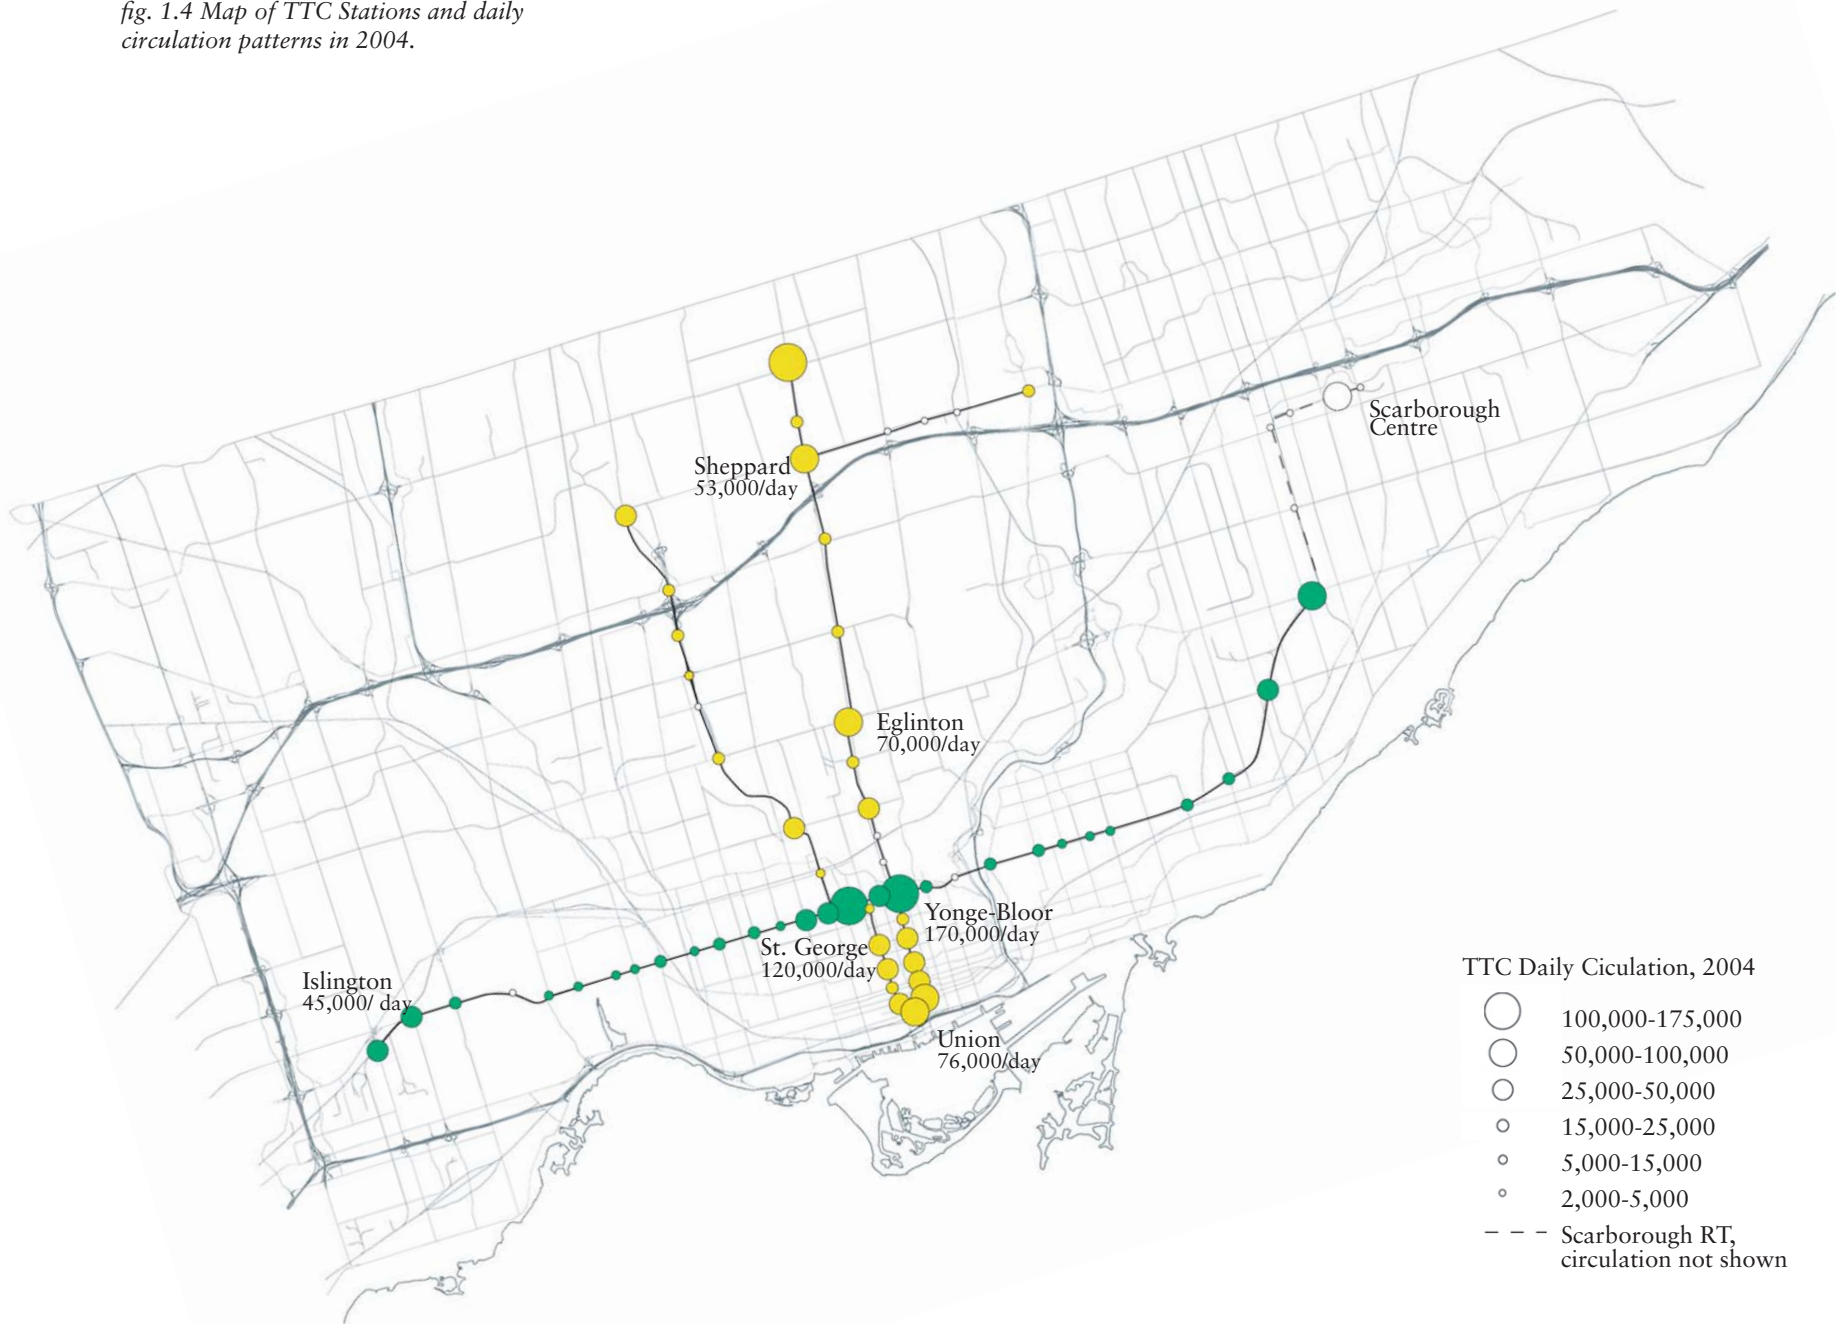 fig. 1.4 Map of TTC Stations and daily
circulation patterns in 2004.
Scarborough
Centre
Sheppard
53,000/day
Eglinton
70,000/day
Yonge-Bloor
170,000/day
St. George
120,000/day
Islington
45,000/ day
Union
76,000/day
TTC Daily Ciculation, 2004
100,000-175,000
50,000-100,000
25,000-50,000
15,000-25,000
5,000-15,000
2,000-5,000
Scarborough RT,
circulation not shown